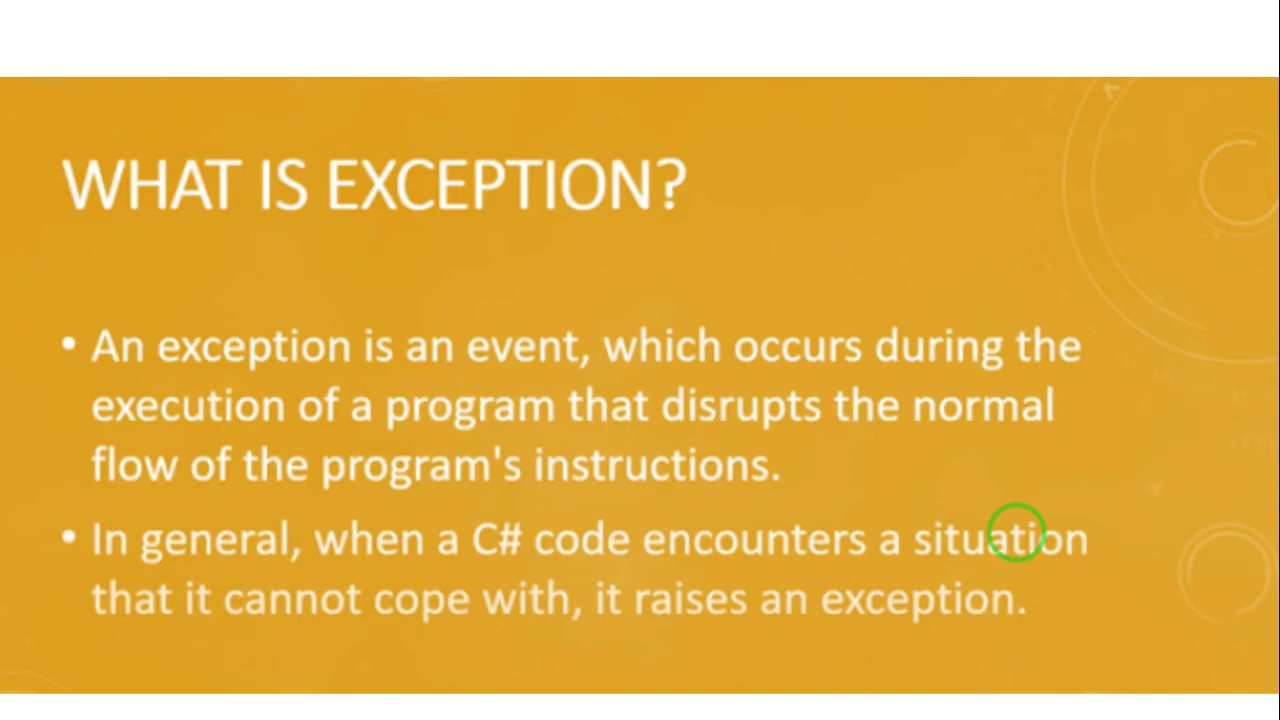 WHAT IS EXCEPTION?
• An exception is an event, which occurs during the
execution of a program that disrupts the normal
flow of the program's instructions.
• In general, when a C# code encounters a situation
that it cannot cope with, it raises an exception.